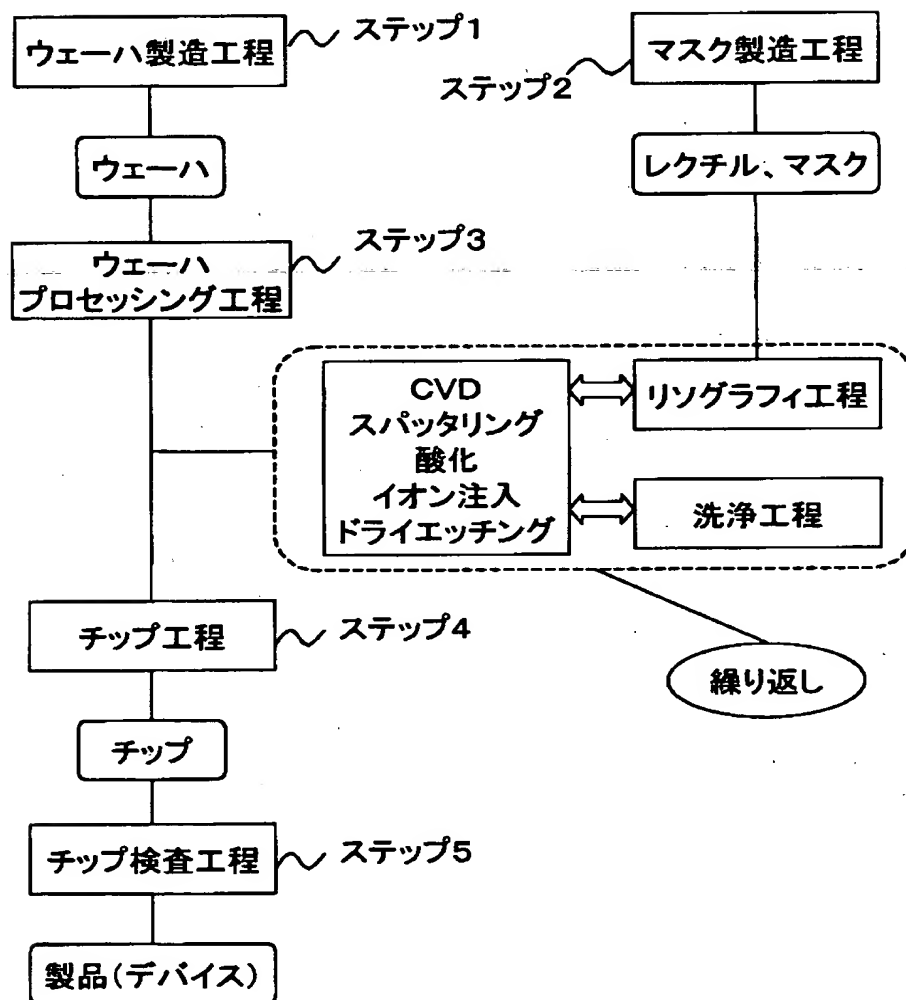 ウェーハ製造工程
ステップ1
マスク製造工程
ステップ2
ウェーハ
レクチル、マスク
ステップ3
ウェーハ
プロセッシング工程
CVD
スパッタリング
酸化
イオン注入
ドライエッチング
リソグラフィ工程
洗浄工程
チップ工程
ステップ4
繰り返し
チップ
チップ検査工程
ステップ5
製品(デバイス)